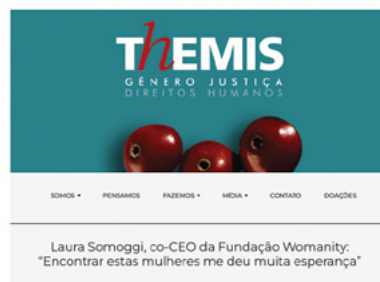 THEMIS
GÊNERO JUSTIÇA
DIREITOS HUMANOS
SOMOS
PENSAMOS
FAZEMOS
MÍDIA
CONTATO
DOAÇÕES
Laura Somoggi, co-CEO da Fundação Womanity:
"Encontrar estas mulheres me deu muita esperança"